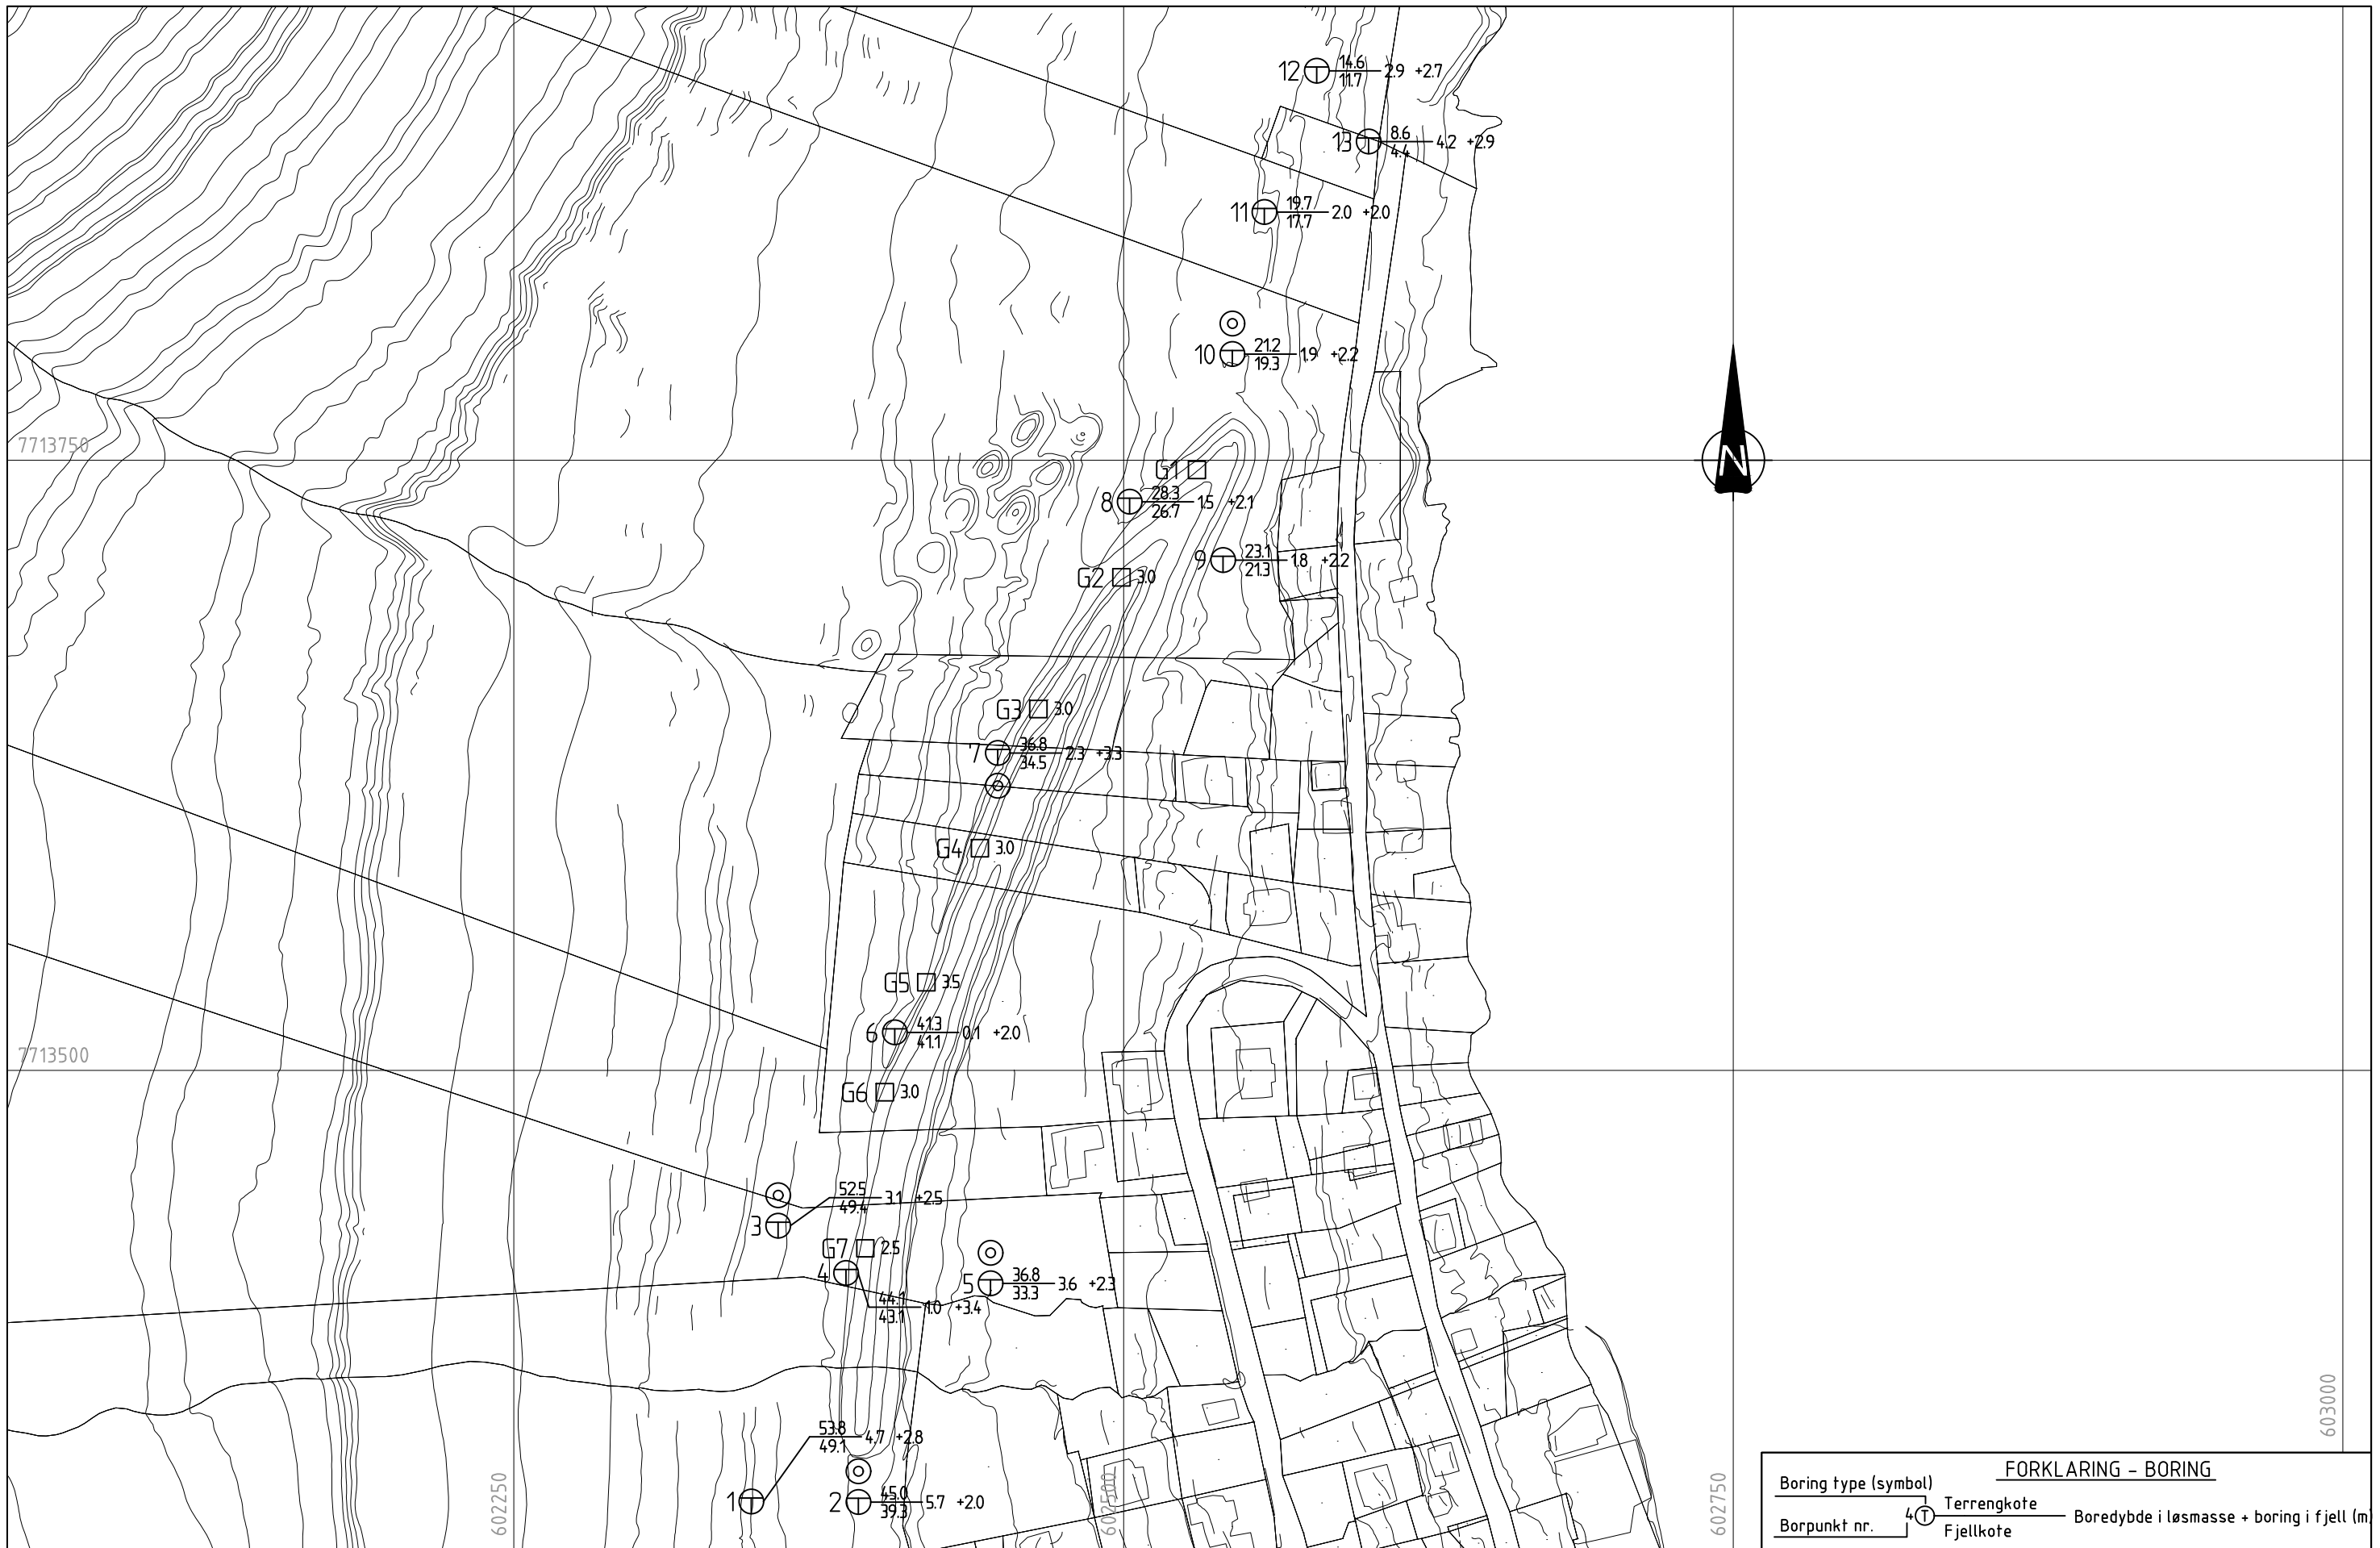 12 14.6 2.9 +2.7
11.7
13 8.6 4.2 +2.9
4.4
11 19.7 2.0 +2.0
17.7
10 21.2 1.9 +2.2
19.3
7713750
N
G1
8 28.3 1.5 +2.1
26.7
9 23.1 1.8 +2.2
21.3
G2 3.0
G3 3.0
7 36.8 2.3 +3.3
34.5
G4 3.0
G5 3.5
6 41.3 0.1 +2.0
41.1
7713500
G6 3.0
52.5 3.1 +2.5
49.4
3
G7 2.5
4
5 36.8 3.6 +2.3
33.3
44.1 1.0 +3.4
43.1
53.8 4.7 +2.8
49.1
1
2 45.0 5.7 +2.0
39.3
602250
602500
602750
603000
FORKLARING - BORING
Boring type (symbol)
Terrengkote
4 T Boredybde i løsmasse + boring i fjell (m
Borpunkt nr.
Fjellkote